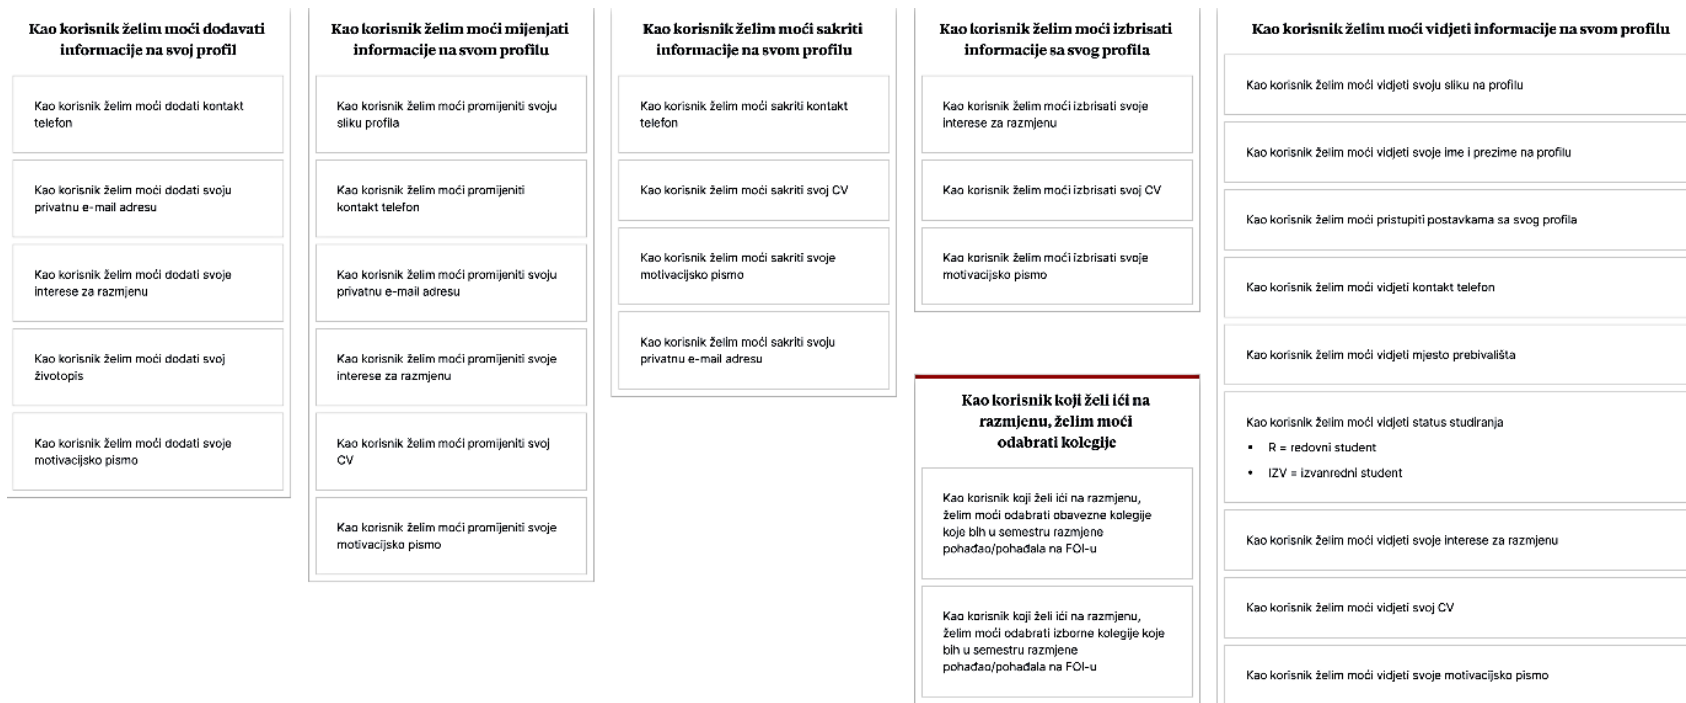 Kao korisnik želim moći dodavati
informacije na svoj profil
Kao korisnik želim moći dodati kontakt
telefon
Kao korisnik želim moći dodati svoju
privatnu e-mail adresu
Kao korisnik želim moći dodati svoje
interese za razmjenu
Kao korisnik želim moći dodati svoj
životopis
Kao korisnik želim moći dodati svoje
motivacijsko pismo
Kao korisnik želim moći mijenjati
informacije na svom profilu
Kao korisnik želim moći promijeniti svoju
sliku profila
Kao korisnik želim moći promijeniti
kontakt telefon
Kao korisnik želim moći promijeniti svoju
privatnu e-mail adresu
Kao korisnik želim moći promijeniti svoje
interese za razmjenu
Kao korisnik želim moći promijeniti svoj
CV
Kao korisnik želim moći promijeniti svoje
motivacijsko pismo
Kao korisnik želim moći sakriti
informacije na svom profilu
Kao korisnik želim moći sakriti kontakt
telefon
Kao korisnik želim moći sakriti svoj CV
Kao korisnik želim moći sakriti svoje
motivacijsko pismo
Kao korisnik želim moći sakriti svoju
privatnu e-mail adresu
Kao korisnik želim moći izbrisati
informacije sa svog profila
Kao korisnik želim moći izbrisati svoje
interese za razmjenu
Kao korisnik želim moći izbrisati svoj CV
Kao korisnik želim moći izbrisati svoje
motivacijsko pismo
Kao korisnik koji želi ići na
razmjenu, želim moći
odabrati kolegije
Kao korisnik koji želi ići na razmjenu,
želim moći odabrati obavezne kolegije
koje bih u semestru razmjene
pohađao/pohađala na FOI-u
Kao korisnik koji želi ići na razmjenu,
želim moći odabrati izborne kolegije koje
bih u semestru razmjene
pohađao/pohađala na FOI-u
Kao korisnik želim moći vidjeti informacije na svom profilu
Kao korisnik želim moći vidjeti svoju sliku na profilu
Kao korisnik želim moći vidjeti svoje ime i prezime na profilu
Kao korisnik želim moći pristupiti postavkama sa svog profila
Kao korisnik želim moći vidjeti kontakt telefon
Kao korisnik želim moći vidjeti mjesto prebivališta
Kao korisnik želim moći vidjeti status studiranja
• R = redovni student
• IZV = izvanredni student
Kao korisnik želim moći vidjeti svoje interese za razmjenu
Kao korisnik želim moći vidjeti svoj CV
Kao korisnik želim moći vidjeti svoje motivacijsko pismo